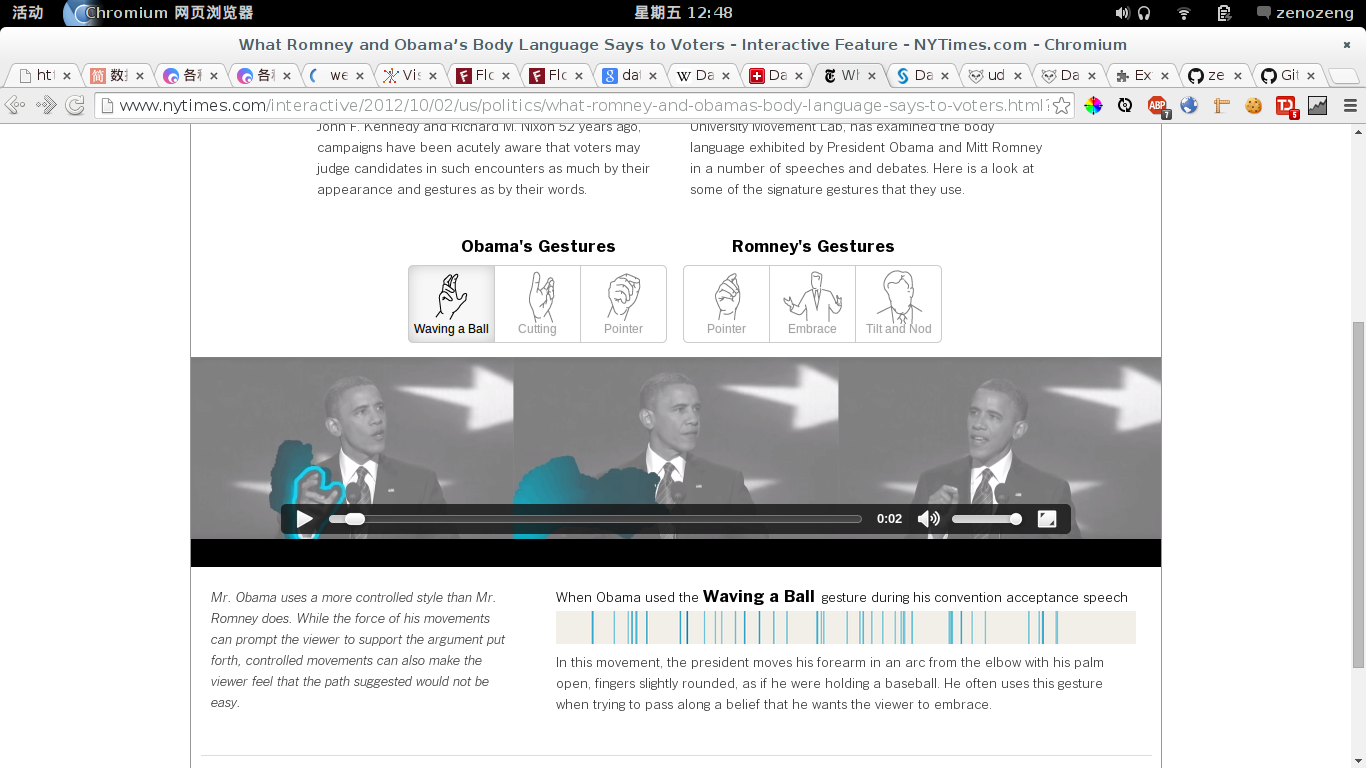 活动 Chromium 网页浏览器 星期五 12:48 zenozeng
What Romney and Obama's Body Language Says to Voters - Interactive Feature - NYTimes.com - Chromium
htt 简 数据 各种 各种 we Vis Flo Flo 8 dat W Da Da Wh Da ud Da Ex ze Git
www.nytimes.com/interactive/2012/10/02/us/politics/what-romney-and-obamas-body-language-says-to-voters.html? ABP 7 TD 5
John F. Kennedy and Richard M. Nixon 52 years ago,
campaigns have been acutely aware that voters may
judge candidates in such encounters as much by their
appearance and gestures as by their words.
University Movement Lab, has examined the body
language exhibited by President Obama and Mitt Romney
in a number of speeches and debates. Here is a look at
some of the signature gestures that they use.
Obama's Gestures
Waving a Ball Cutting Pointer
Romney's Gestures
Pointer Embrace Tilt and Nod
0:02
Mr. Obama uses a more controlled style than Mr.
Romney does. While the force of his movements
can prompt the viewer to support the argument put
forth, controlled movements can also make the
viewer feel that the path suggested would not be
easy.
When Obama used the Waving a Ball gesture during his convention acceptance speech
In this movement, the president moves his forearm in an arc from the elbow with his palm
open, fingers slightly rounded, as if he were holding a baseball. He often uses this gesture
when trying to pass along a belief that he wants the viewer to embrace.